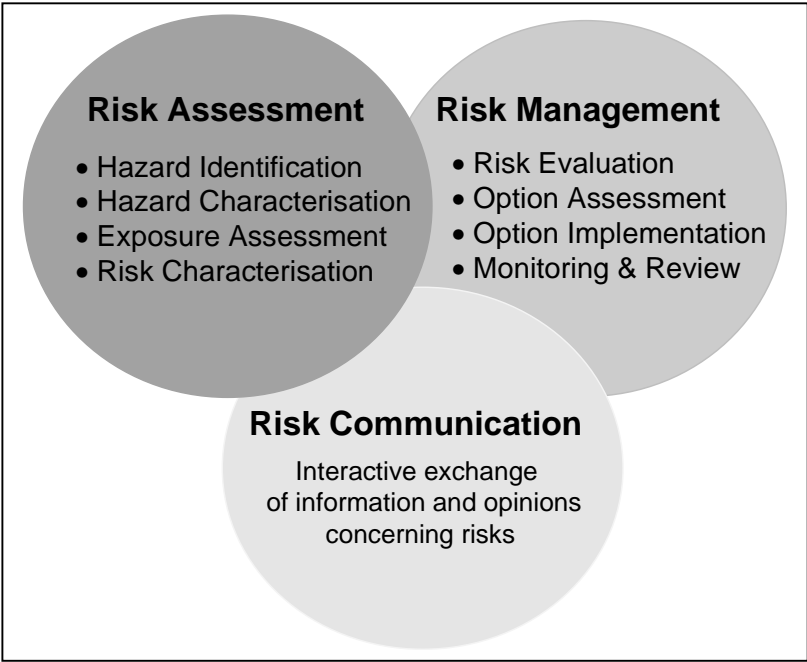 Risk Assessment
• Hazard Identification
• Hazard Characterisation
• Exposure Assessment
• Risk Characterisation
Risk Management
• Risk Evaluation
• Option Assessment
• Option Implementation
• Monitoring & Review
Risk Communication
Interactive exchange
of information and opinions
concerning risks